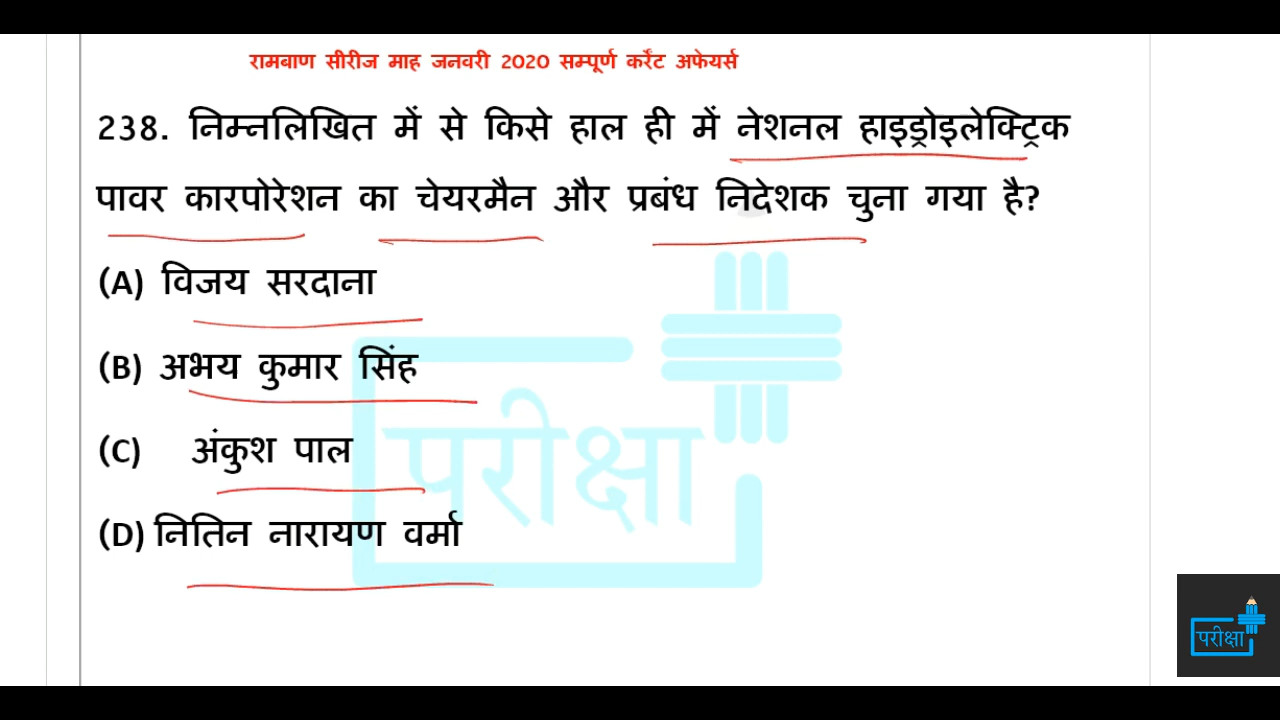 रामबाण सीरीज माह जनवरी 2020 सम्पूर्ण करेंट अफेयर्स
238. निम्नलिखित में से किसे हाल ही में नेशनल हाइड्रोइलेक्ट्रिक
पावर कारपोरेशन का चेयरमैन और प्रबंध निदेशक चुना गया है?
(A) विजय सरदाना
(B) अभय कुमार सिंह
(C) अंकुश पाल
(D) नितिन नारायण वर्मा
परीक्षा
परीक्षा